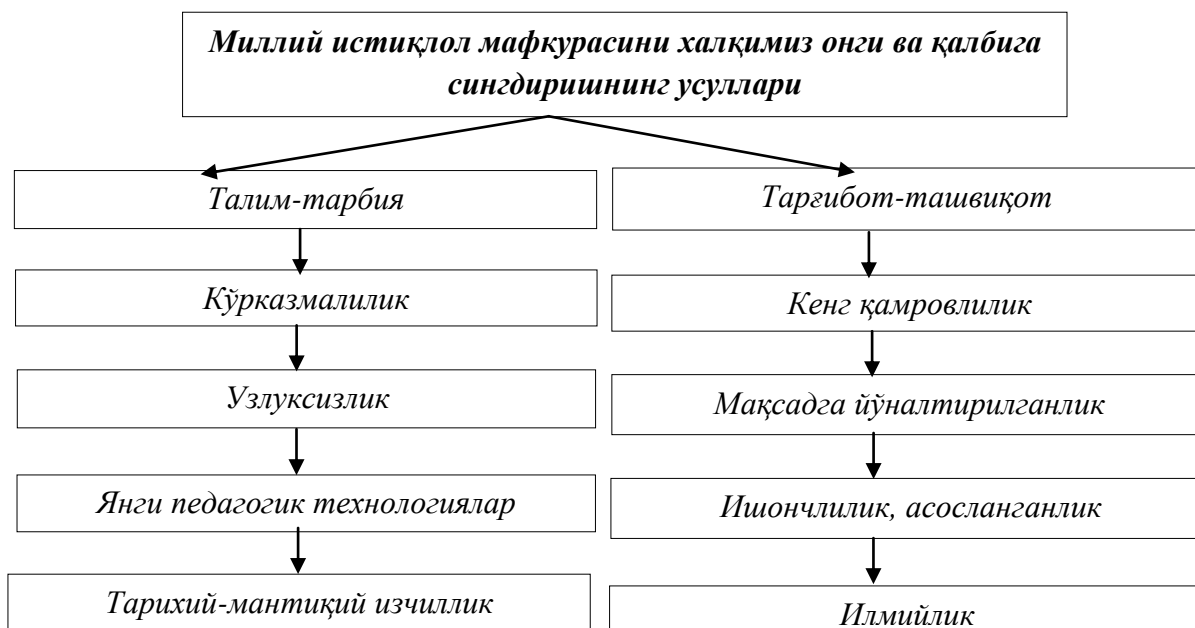 Миллий истиқлол мафкурасини халқимиз онги ва қалбига
сингдиришнинг усуллари
Талим-тарбия
Тарғибот-ташвиқот
Кўрказмалилик
Кенг қамровлилик
Узлуксизлик
Мақсадга йўналтирилганлик
Янги педагогик технологиялар
Ишончлилик, асосланганлик
Тарихий-мантиқий изчиллик
Илмийлик